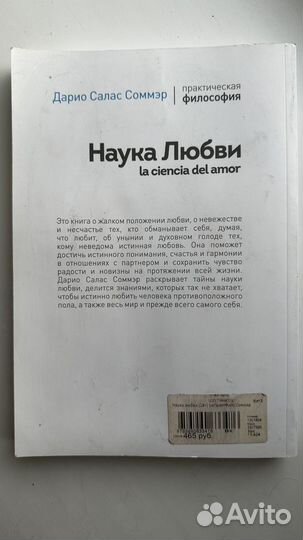 Дарио Салас Соммэр
практическая
философия
Наука Любви
la ciencia del amor
Это книга о жалком положении любви, о невежестве
и несчастье тех, кто обманывает себя, думая,
что любит, об унынии и духовном голоде тех,
кому неведома истинная любовь. Она поможет
достичь истинного понимания, счастья и гармонии
в отношениях с партнером и сохранить чувство
радости и новизны на протяжении всей жизни.
Дарио Салас Соммэр раскрывает тайны науки
любви, делится знаниями, которых так не хватает,
чтобы истинно любить человека противоположного
пола, а также весь мир и прежде всего самого себя.
465 руб.
Avito